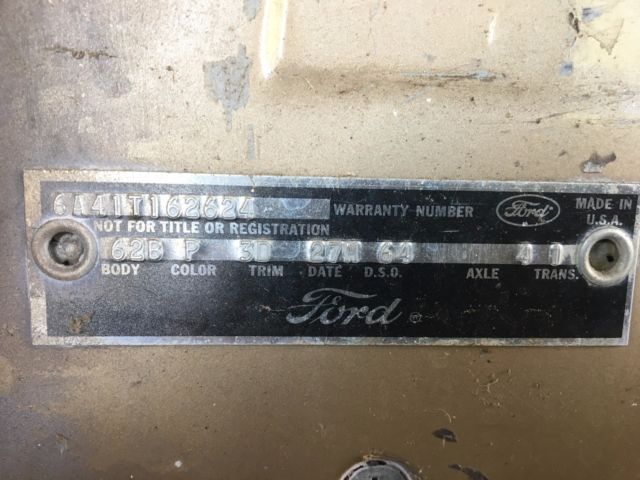 6A41T162624 WARRANTY NUMBER Ford MADE IN
U.S.A.
NOT FOR TITLE OR REGISTRATION
62B P 3D 27M 64 4 1
BODY COLOR TRIM DATE D.S.O. AXLE TRANS.
Ford